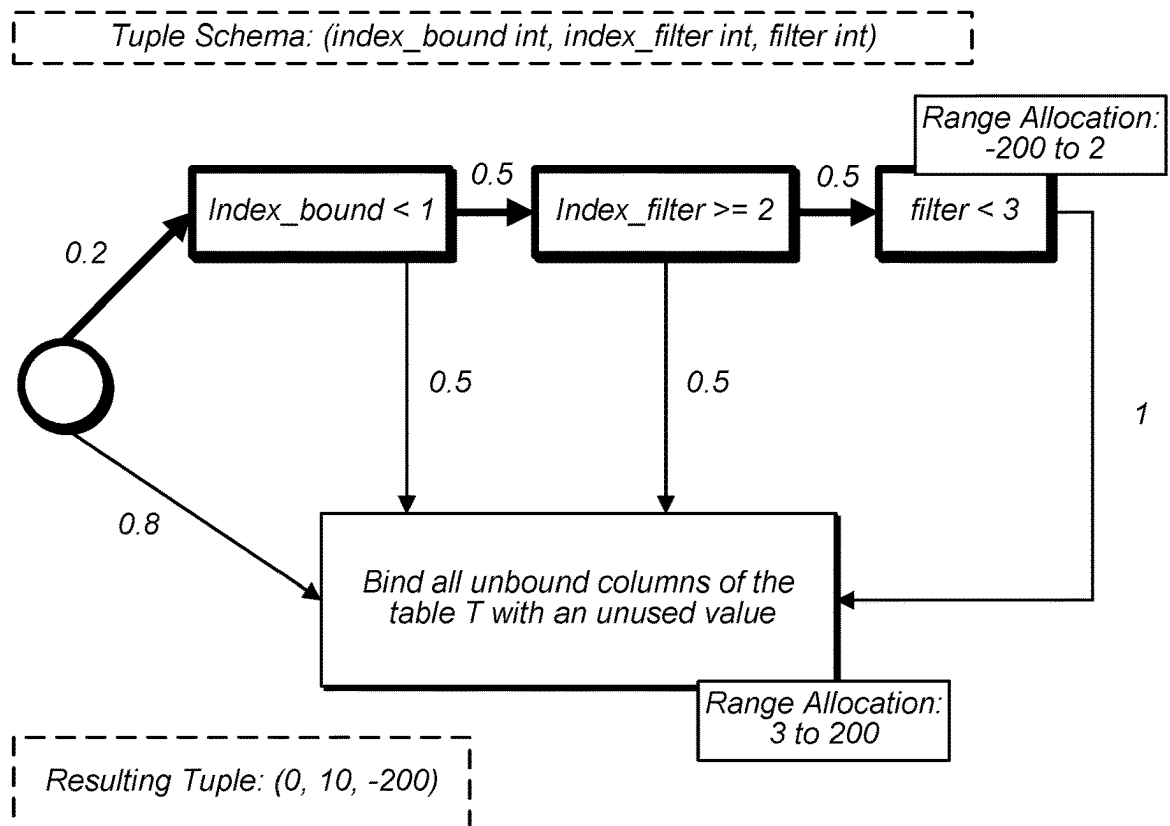 Tuple Schema: (index_bound int, index_filter int, filter int)
Range Allocation:
-200 to 2
0.5
0.5
Index_bound < 1
Index_filter >= 2
filter < 3
0.2
0.5
0.5
1
0.8
Bind all unbound columns of the
table T with an unused value
Range Allocation:
3 to 200
Resulting Tuple: (0, 10, -200)